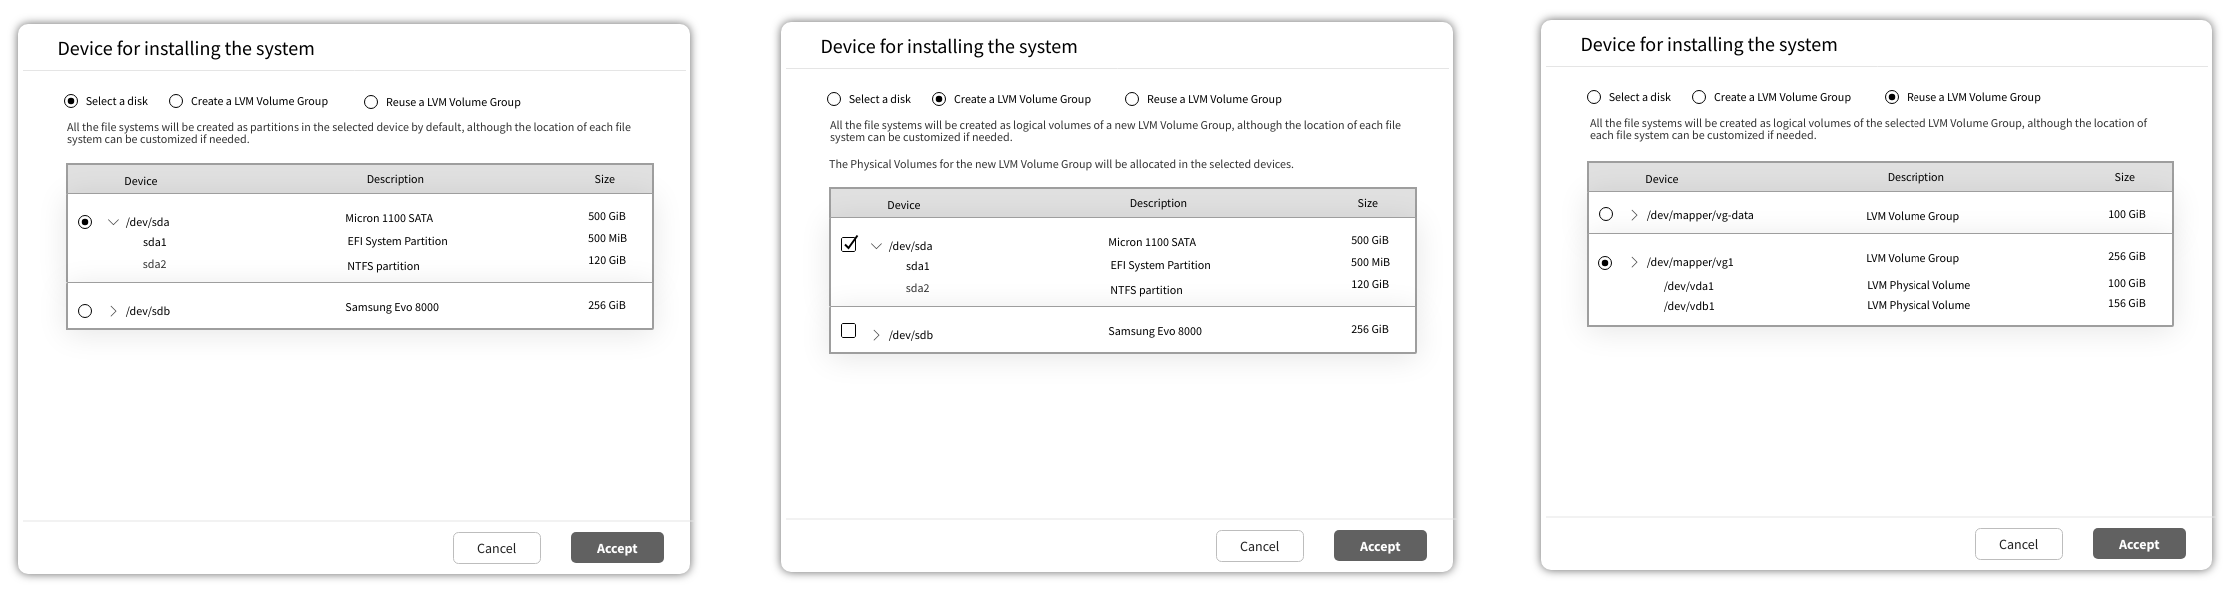 Device for installing the system
Select a disk Create a LVM Volume Group Reuse a LVM Volume Group
All the file systems will be created as partitions in the selected device by default, although the location of each file
system can be customized if needed.
Device Description Size
/dev/sda Micron 1100 SATA 500 GiB
sda1 EFI System Partition 500 MiB
sda2 NTFS partition 120 GiB
/dev/sdb Samsung Evo 8000 256 GiB
Cancel Accept
Device for installing the system
Select a disk Create a LVM Volume Group Reuse a LVM Volume Group
All the file systems will be created as logical volumes of a new LVM Volume Group, although the location of each file
system can be customized if needed.
The Physical Volumes for the new LVM Volume Group will be allocated in the selected devices.
Device Description Size
/dev/sda Micron 1100 SATA 500 GiB
sda1 EFI System Partition 500 MiB
sda2 NTFS partition 120 GiB
/dev/sdb Samsung Evo 8000 256 GiB
Cancel Accept
Device for installing the system
Select a disk Create a LVM Volume Group Reuse a LVM Volume Group
All the file systems will be created as logical volumes of the selected LVM Volume Group, although the location of
each file system can be customized if needed.
Device Description Size
/dev/mapper/vg-data LVM Volume Group 100 GiB
/dev/mapper/vg1 LVM Volume Group 256 GiB
/dev/vda1 LVM Physical Volume 100 GiB
/dev/vdb1 LVM Physical Volume 156 GiB
Cancel Accept